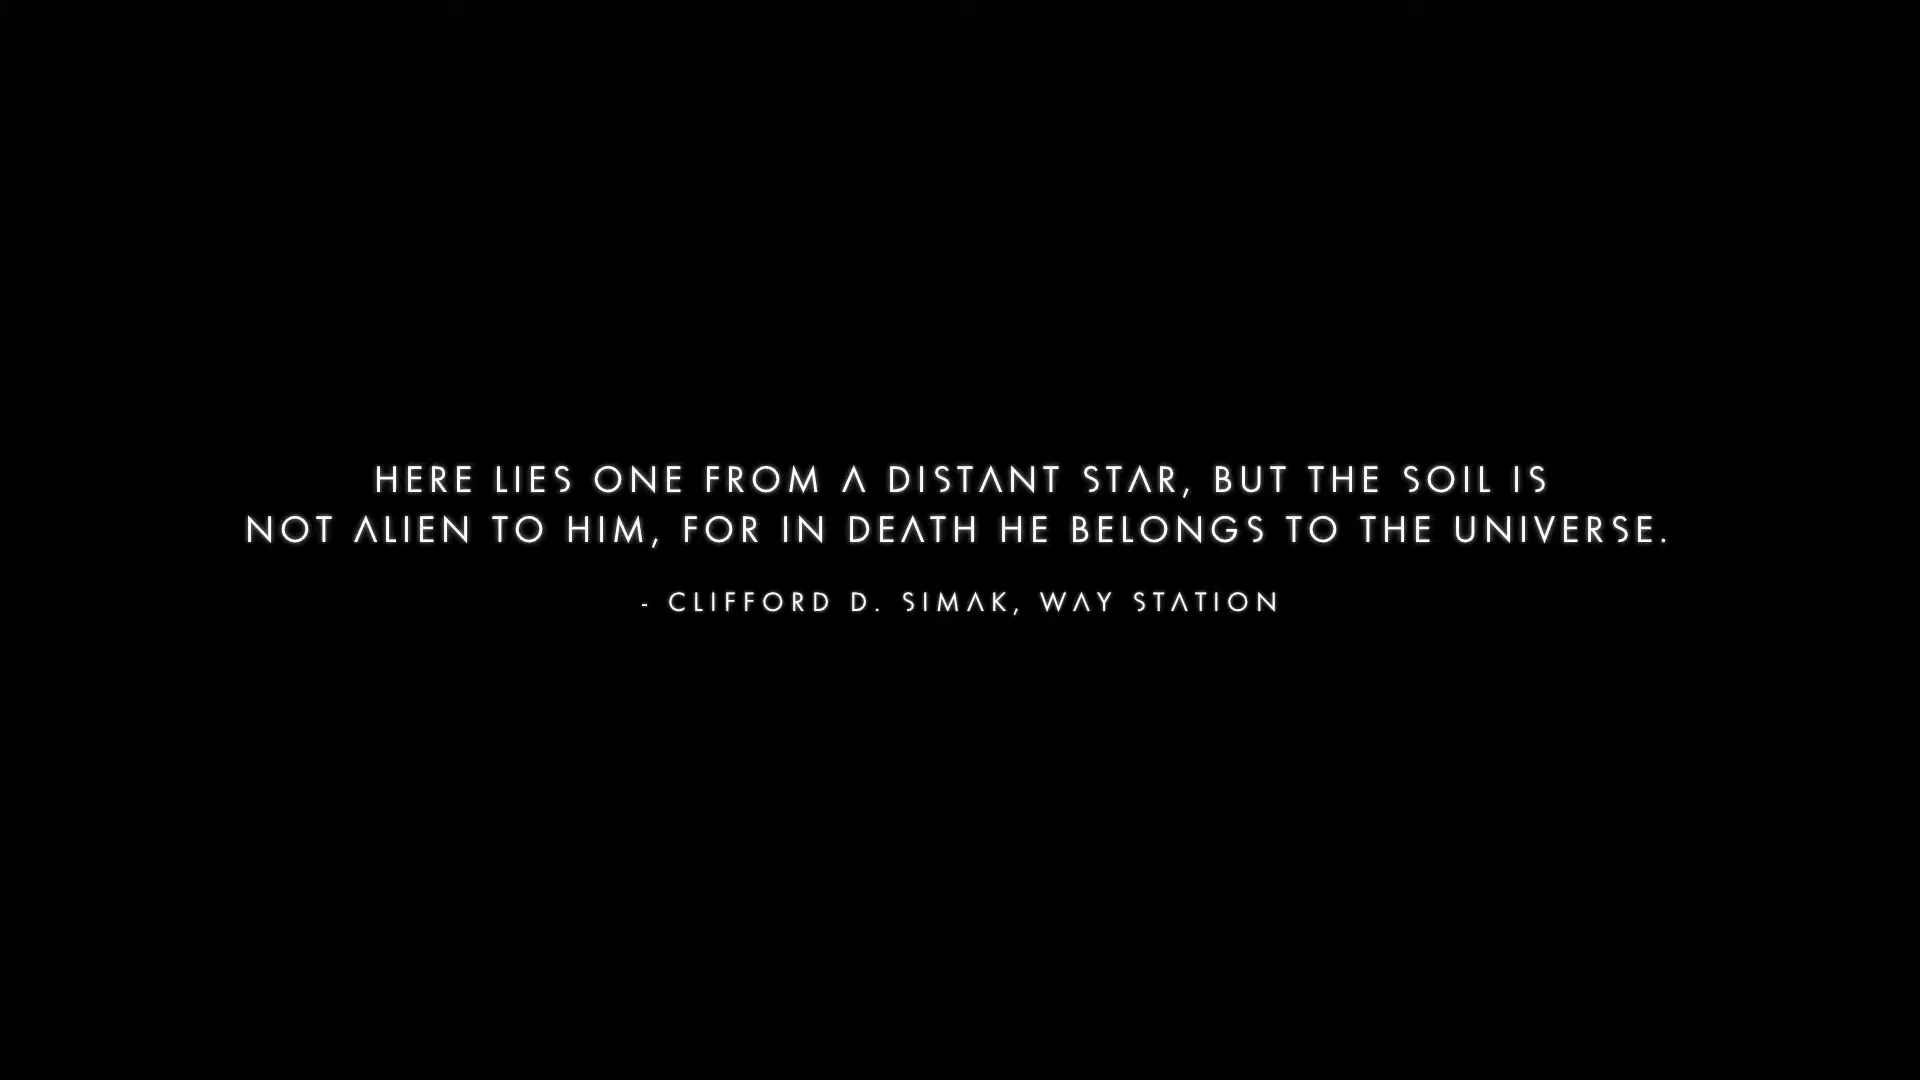 HERE LIES ONE FROM A DISTANT STAR, BUT THE SOIL IS
NOT ALIEN TO HIM, FOR IN DEATH HE BELONGS TO THE UNIVERSE.
- CLIFFORD D. SIMAK, WAY STATION